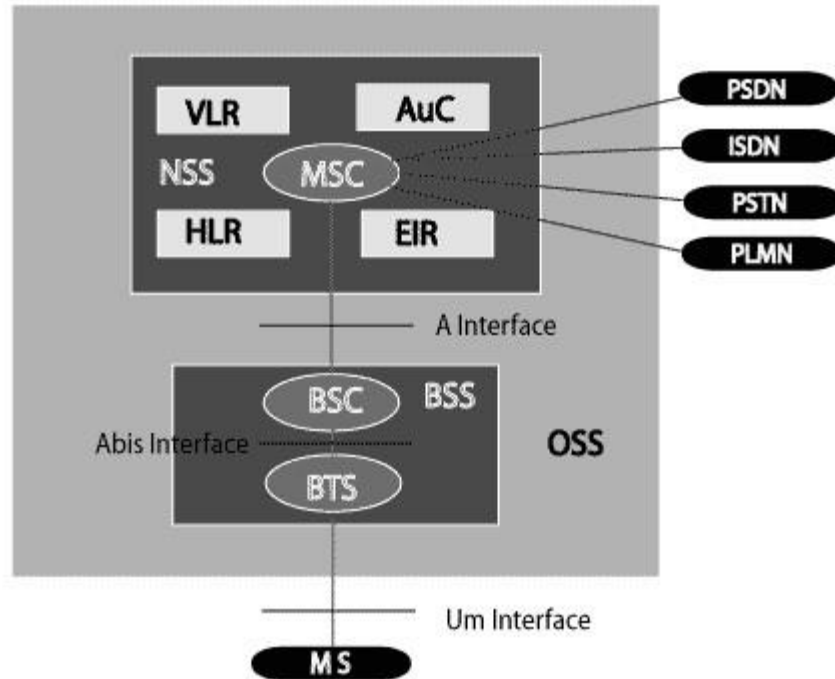 PSDN
VLR
AuC
ISDN
NSS
MSC
PSTN
HLR
EIR
PLMN
A Interface
BSC
BSS
Abis Interface
OSS
BTS
Um Interface
MS